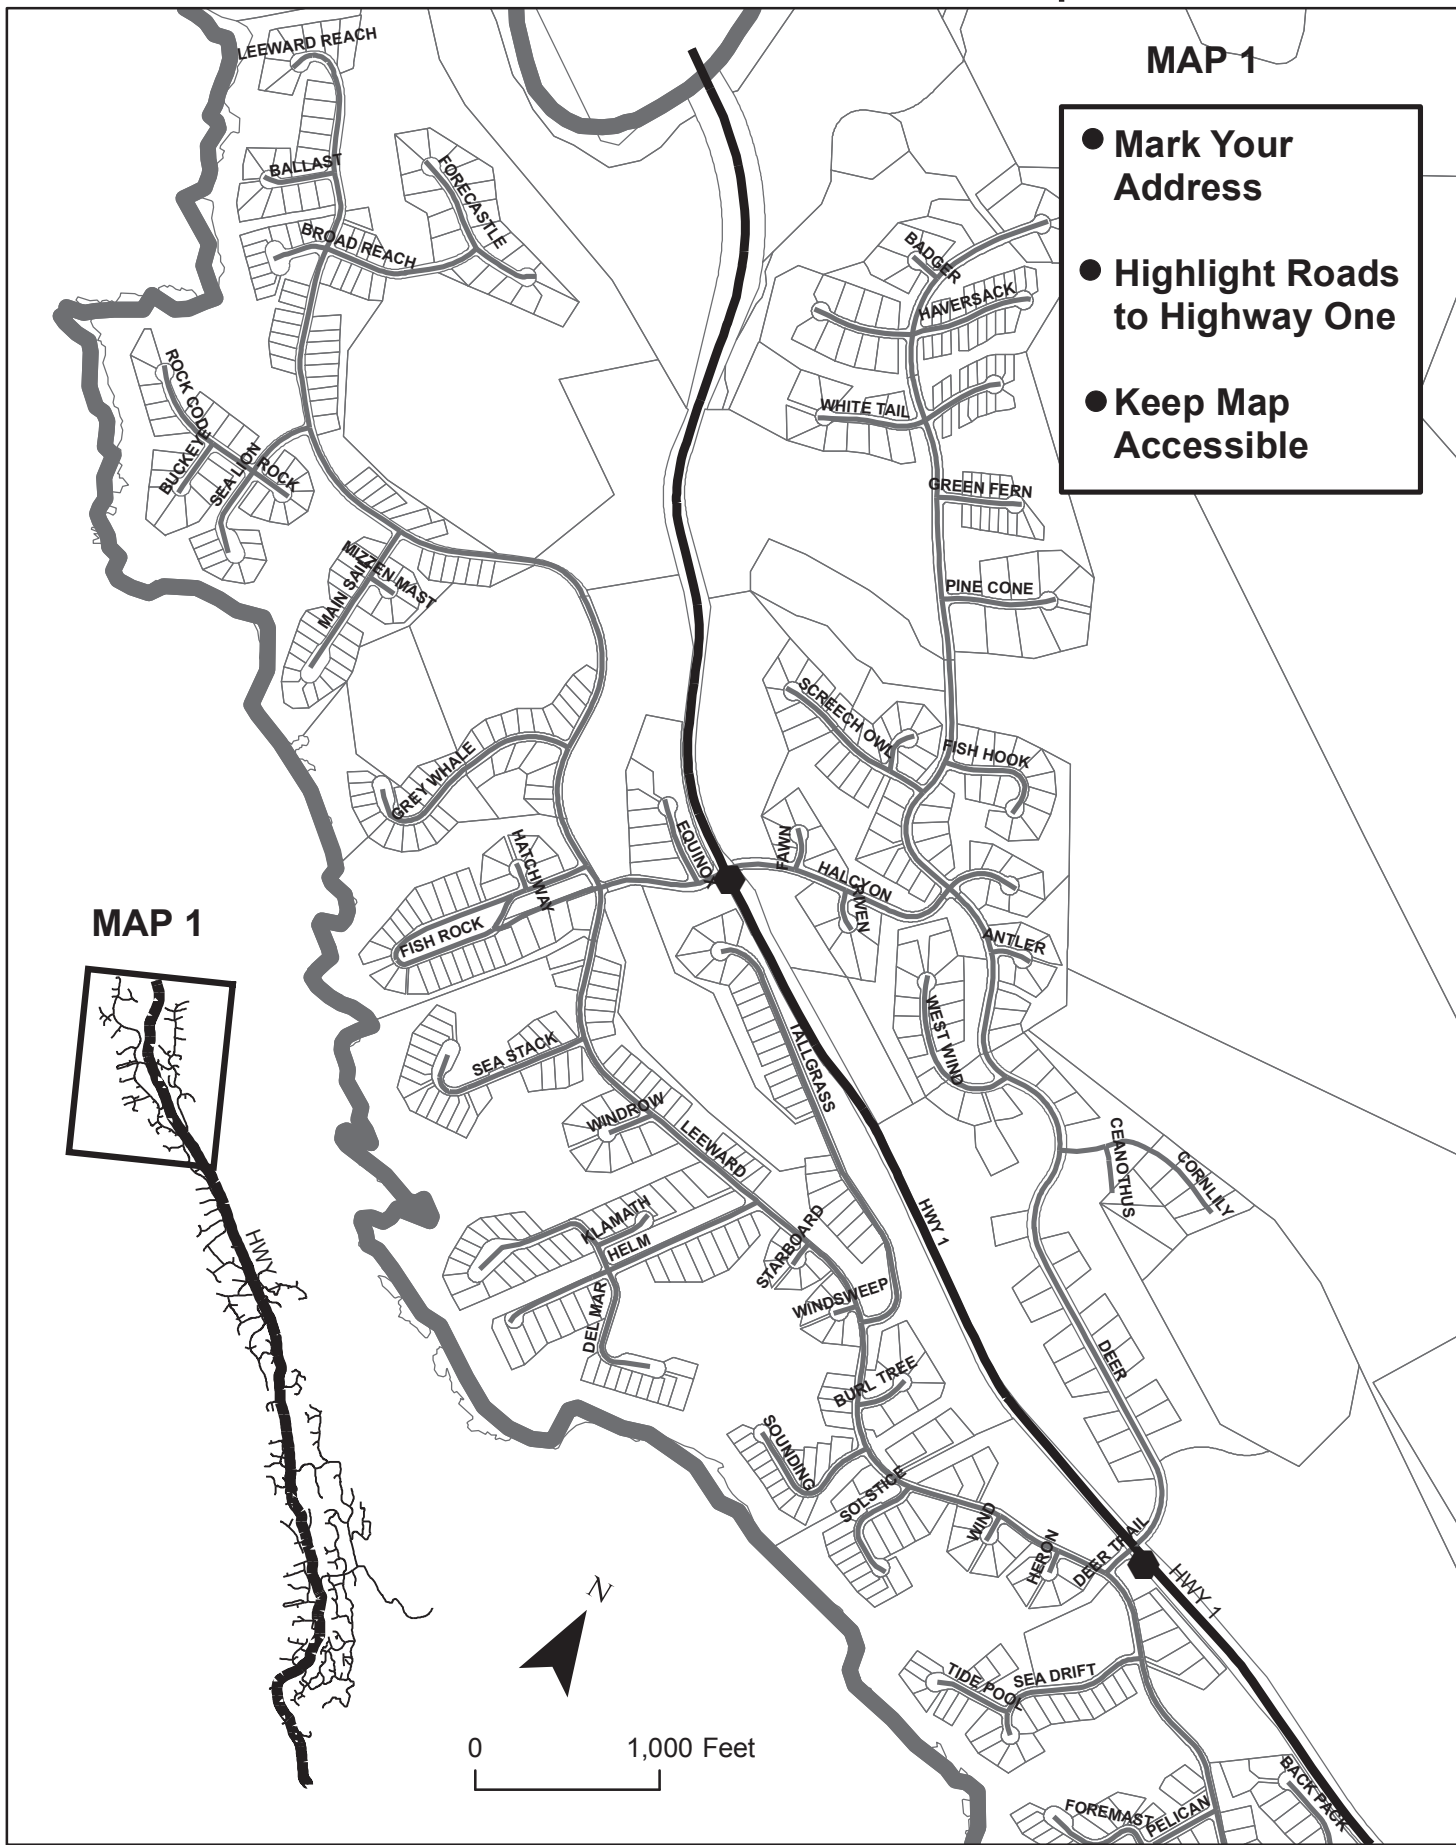 MAP 1
Mark Your
Address
Highlight Roads
to Highway One
Keep Map
Accessible
LEEWARD REACH
BALLAST
FORECASTLE
BROAD REACH
BADGER
HAVERSACK
ROCK COD
BUCKEYE
SEA LION
ROCK
WHITE TAIL
GREEN FERN
MIZZEN MAST
MAIN SAIL
PINE CONE
SCREECH OWL
FISH HOOK
GREY WHALE
HATCHWAY
EQUINOX
FAWN
HALCYON
RIVEN
FISH ROCK
ANTLER
MAP 1
WEST WIND
SEA STACK
TALLGRASS
WINDROW
LEEWARD
CEANOTHUS
CORNLILY
KLAMATH
HELM
STARBOARD
HWY 1
HWY
WINDSWEEP
DEL MAR
DEER
BURL TREE
SOUNDING
SOLSTICE
WIND
HERON
DEER TRAIL
HWY 1
N
TIDE POOL
SEA DRIFT
0
1,000 Feet
BACK PACK
FOREMAST
PELICAN